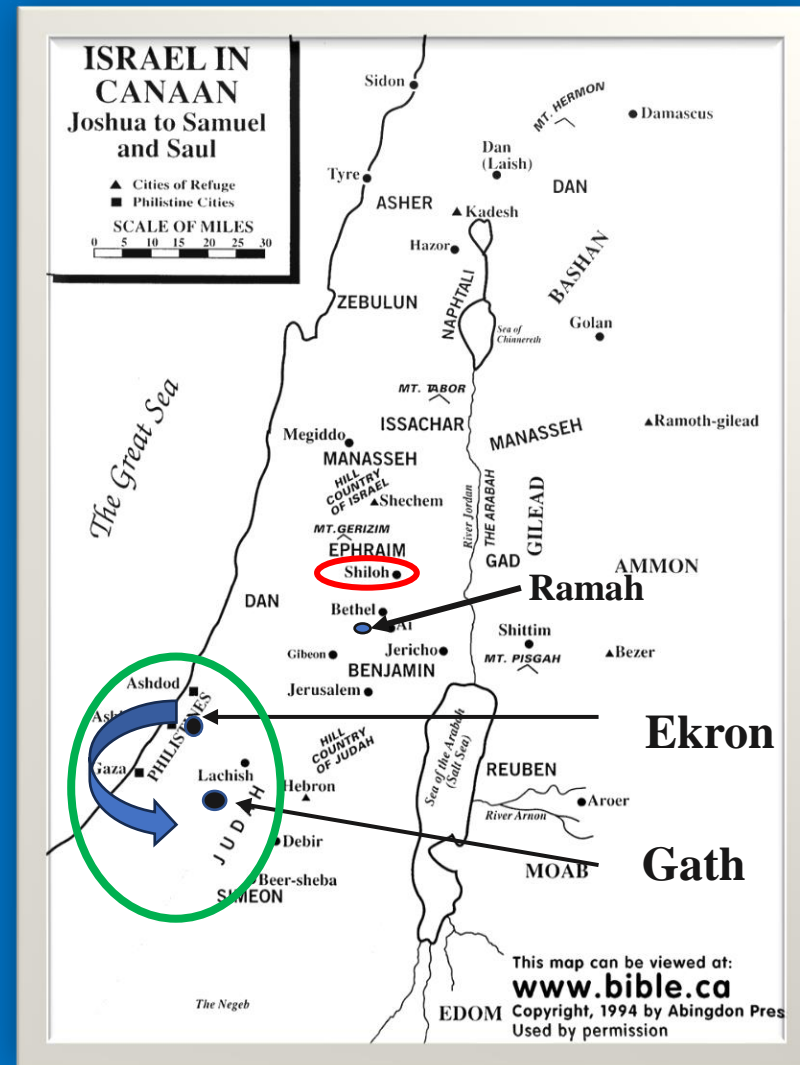 ISRAEL IN
CANAAN
Joshua to Samuel
and Saul
Cities of Refuge
Philistine Cities
SCALE OF MILES
0 5 10 15 20 25 30
Sidon
MT. HERMON
Damascus
Dan
(Laish)
Tyre
DAN
ASHER
Kadesh
Hazor
BASHAN
NAPHTALI
ZEBULUN
Sea of
Chinnereth
Golan
The Great Sea
MT. TABOR
ISSACHAR
Ramoth-gilead
Megiddo
MANASSEH
MANASSEH
HILL
COUNTRY
OF ISRAEL
Shechem
River Jordan
THE ARABAH
GILEAD
MT.GERIZIM
EPHRAIM
GAD
AMMON
Shiloh
Ramah
DAN
Bethel
Ai
Shittim
Gibeon
Jericho
MT. PISGAH
Bezer
BENJAMIN
Ashdod
Jerusalem
PHILISTINES
Ekron
HILL
COUNTRY
OF JUDAH
Sea of the Arabah
(Salt Sea)
Gaza
Lachish
REUBEN
Hebron
Aroer
River Arnon
JUDAH
Debir
MOAB
Gath
Beer-sheba
SIMEON
This map can be viewed at:
www.bible.ca
The Negeb
EDOM
Copyright, 1994 by Abingdon Pres
Used by permission